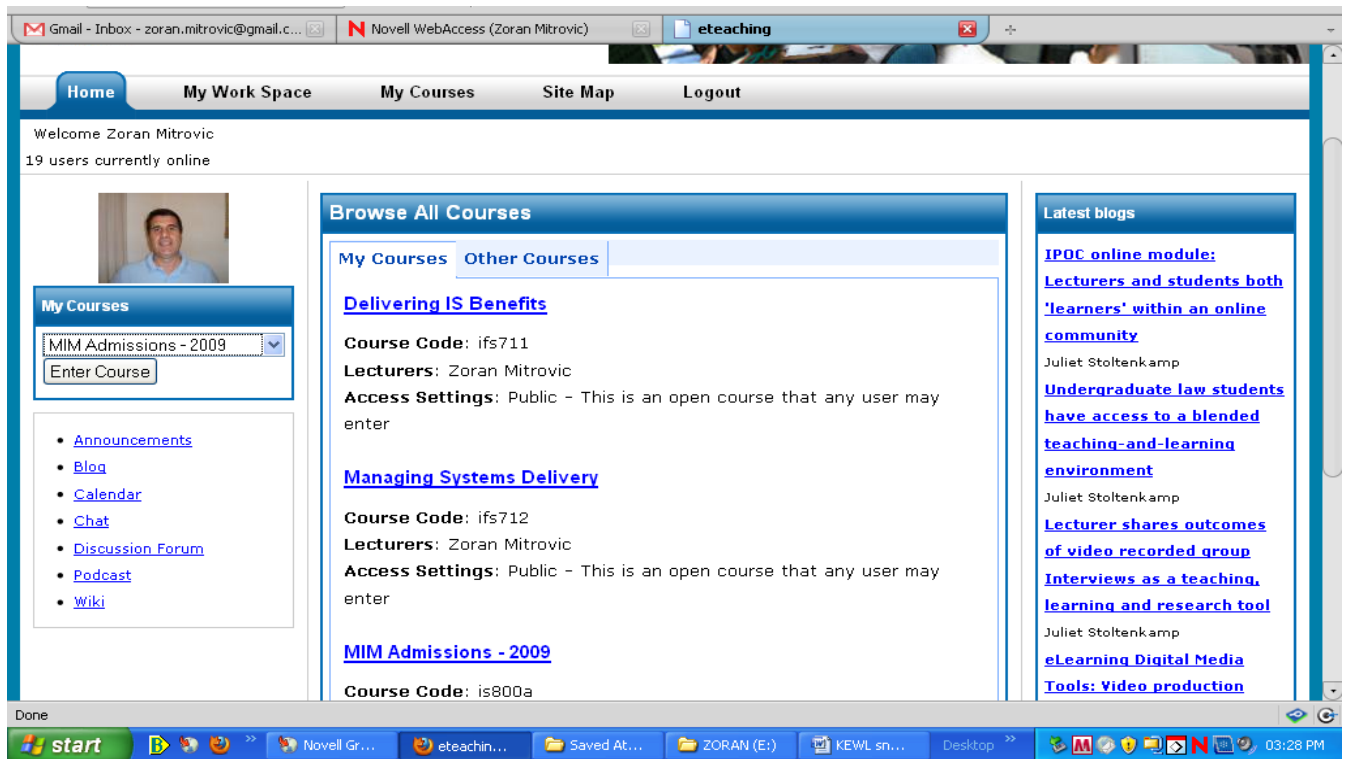 Gmail - Inbox - zoran.mitrovic@gmail.c...
Novell WebAccess (Zoran Mitrovic)
eteaching
Home
My Work Space
My Courses
Site Map
Logout
Welcome Zoran Mitrovic
19 users currently online
My Courses
MIM Admissions - 2009
Enter Course
Announcements
Blog
Calendar
Chat
Discussion Forum
Podcast
Wiki
Browse All Courses
My Courses
Other Courses
Delivering IS Benefits
Course Code: ifs711
Lecturers: Zoran Mitrovic
Access Settings: Public - This is an open course that any user may
enter
Managing Systems Delivery
Course Code: ifs712
Lecturers: Zoran Mitrovic
Access Settings: Public - This is an open course that any user may
enter
MIM Admissions - 2009
Course Code: is800a
Latest blogs
IPOC online module:
Lecturers and students both
'learners' within an online
community
Juliet Stoltenkamp
Undergraduate law students
have access to a blended
teaching-and-learning
environment
Juliet Stoltenkamp
Lecturer shares outcomes
of video recorded group
Interviews as a teaching,
learning and research tool
Juliet Stoltenkamp
eLearning Digital Media
Tools: Video production
Done
start
Novell Gr...
eteachin...
Saved At...
ZORAN (E:)
KEWL sn...
Desktop
03:28 PM